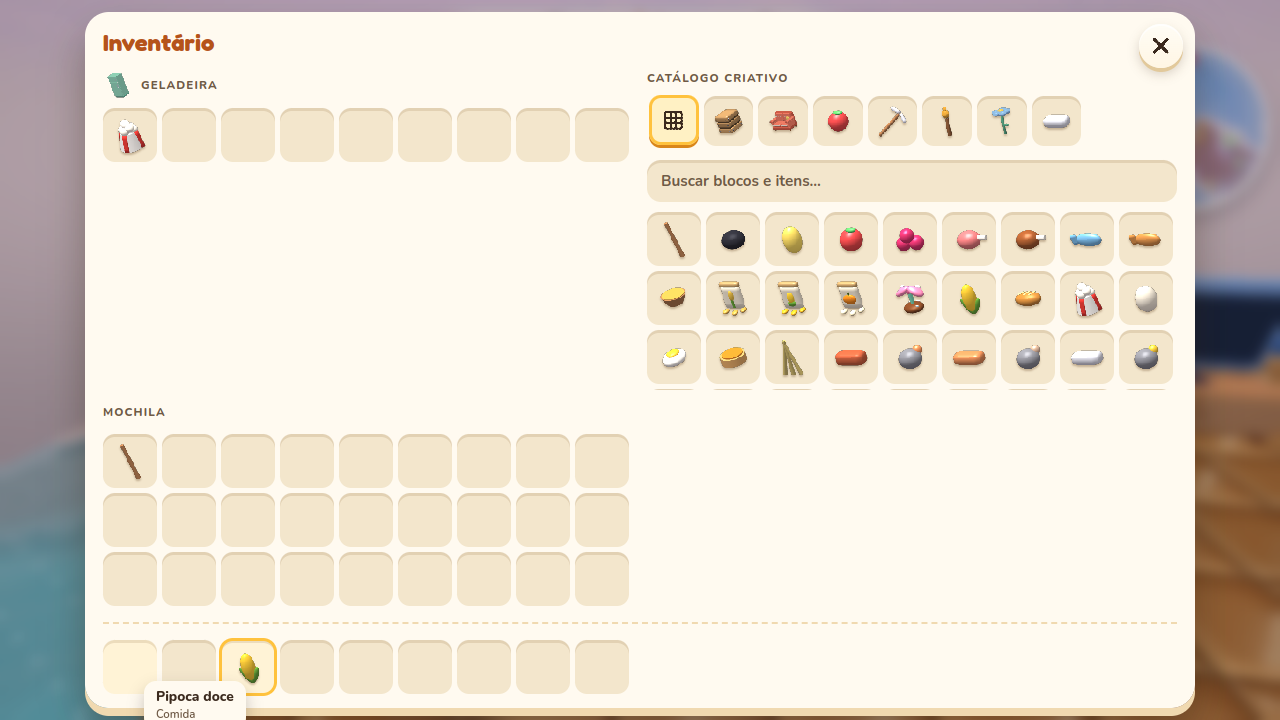 Inventário
GELADEIRA
CATÁLOGO CRIATIVO
Buscar blocos e itens...
MOCHILA
Pipoca doce
Comida